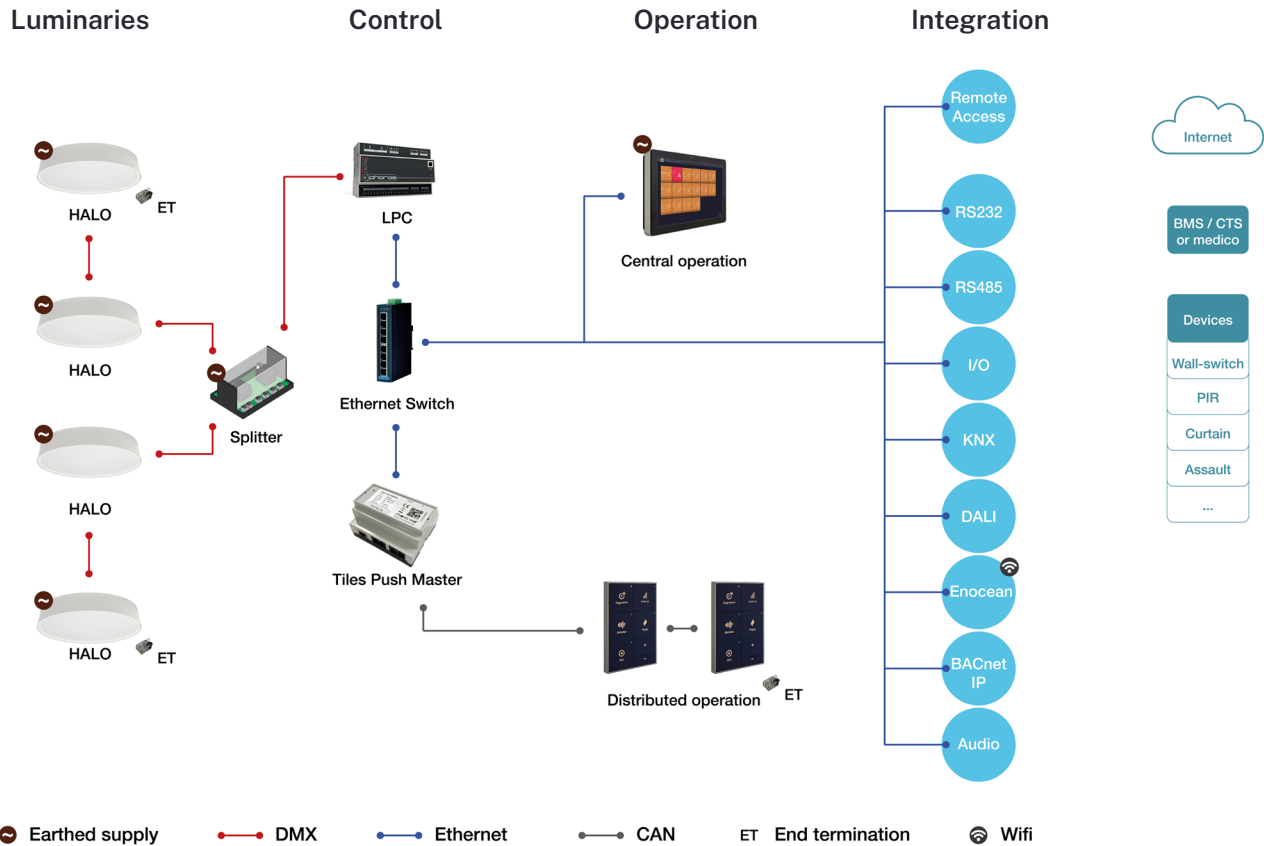 Luminaries
Control
Operation
Integration
HALO
ET
HALO
HALO
HALO
ET
Splitter
LPC
Ethernet Switch
Tiles Push Master
Central operation
Distributed operation
ET
Remote
Access
RS232
RS485
I/O
KNX
DALI
Enocean
BACnet
IP
Audio
Internet
BMS / CTS
or medico
Devices
Wall-switch
PIR
Curtain
Assault
...
Earthed supply
DMX
Ethernet
CAN
ET End termination
Wifi